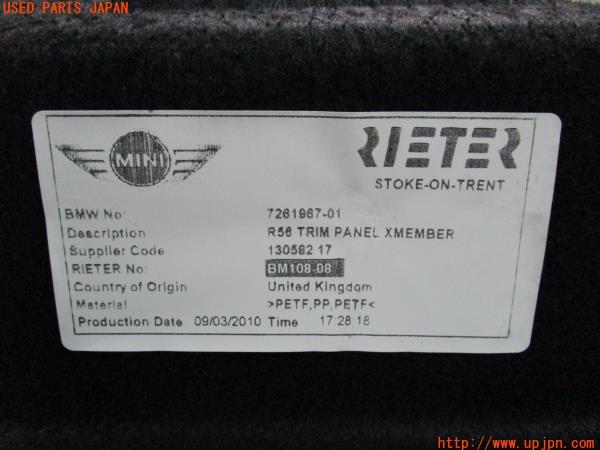 USED PARTS JAPAN
MINI
RIETER
STOKE-ON-TRENT
BMW No: 7261967-01
Description R56 TRIM PANEL XMEMBER
Supplier Code 130582 17
RIETER No: BM108-08
Country of Origin United Kingdom
Material >PETF,PP,PETF<
Production Date 09/03/2010 Time 17:28:18
http://www.upjpn.com